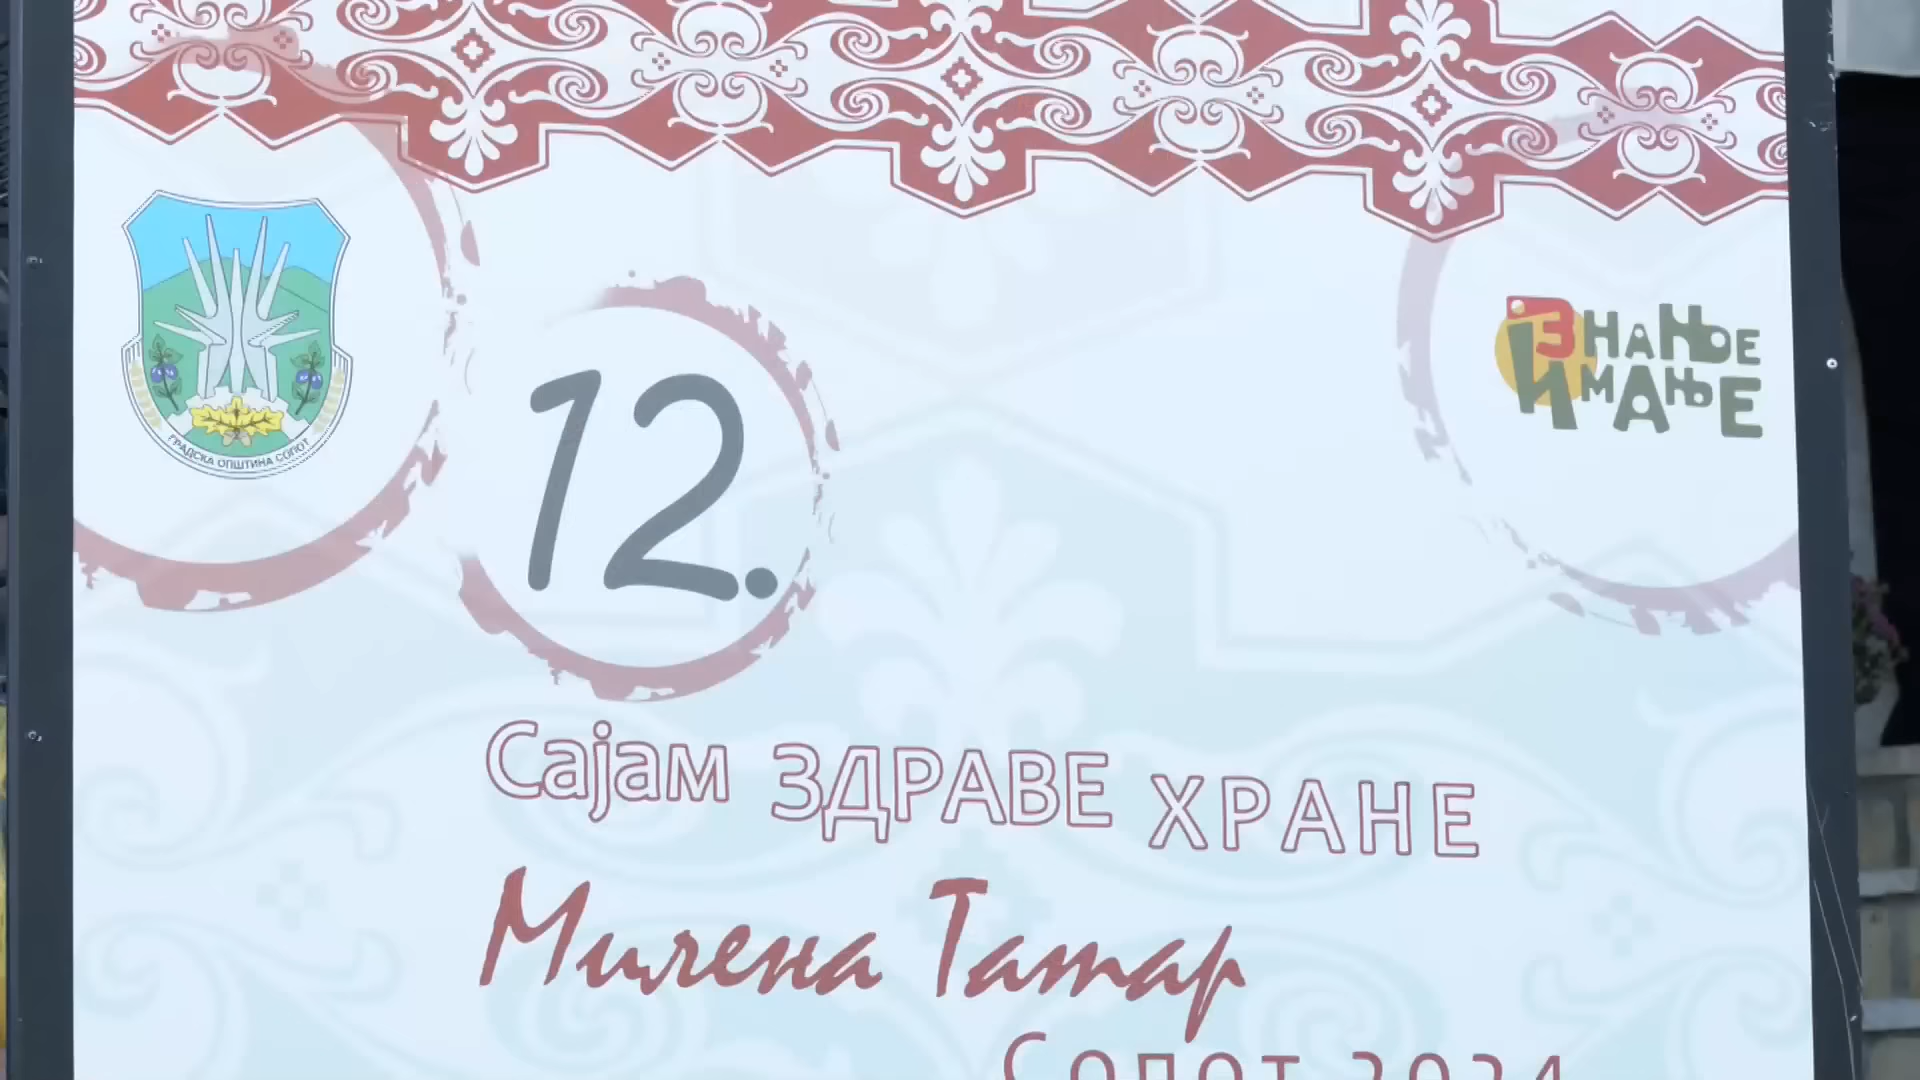 ГРАДСКА ОПШТИНА СОПОТ
ЗНАЊЕ
ИМАЊЕ
12.
Сајам ЗДРАВЕ ХРАНЕ
Милена Татар
Сопот 2024